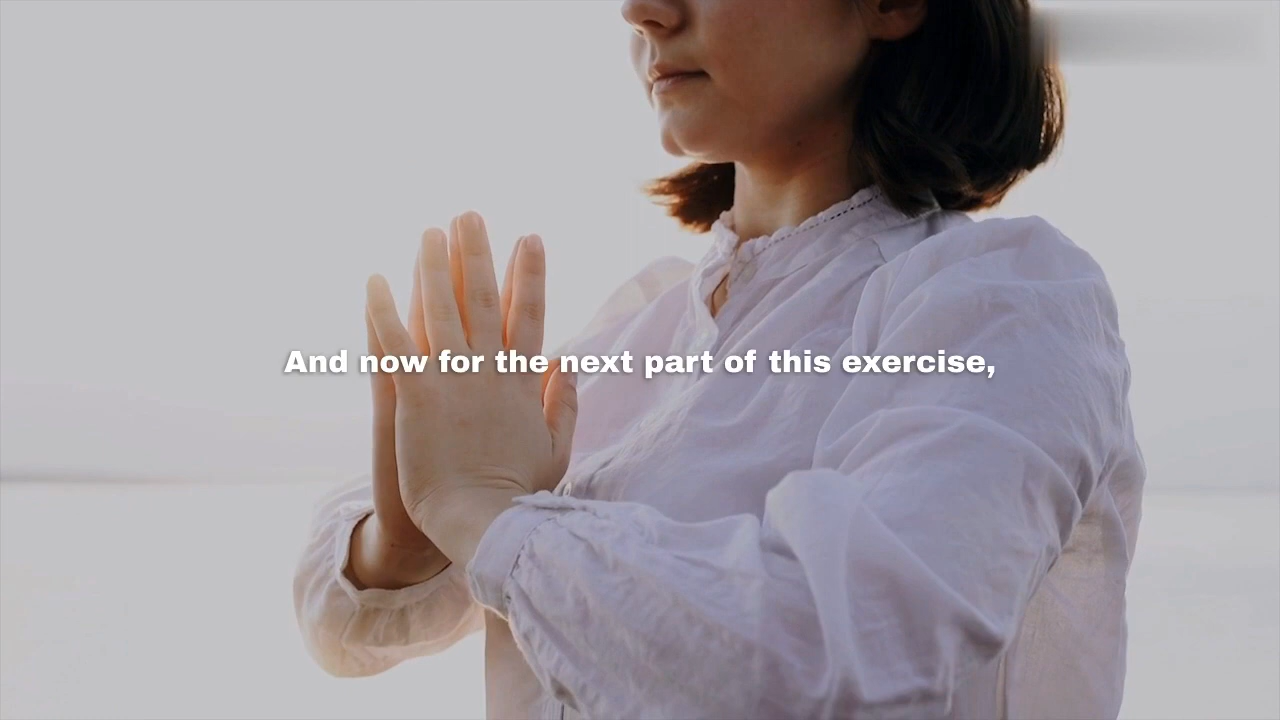 And now for the next part of this exercise,